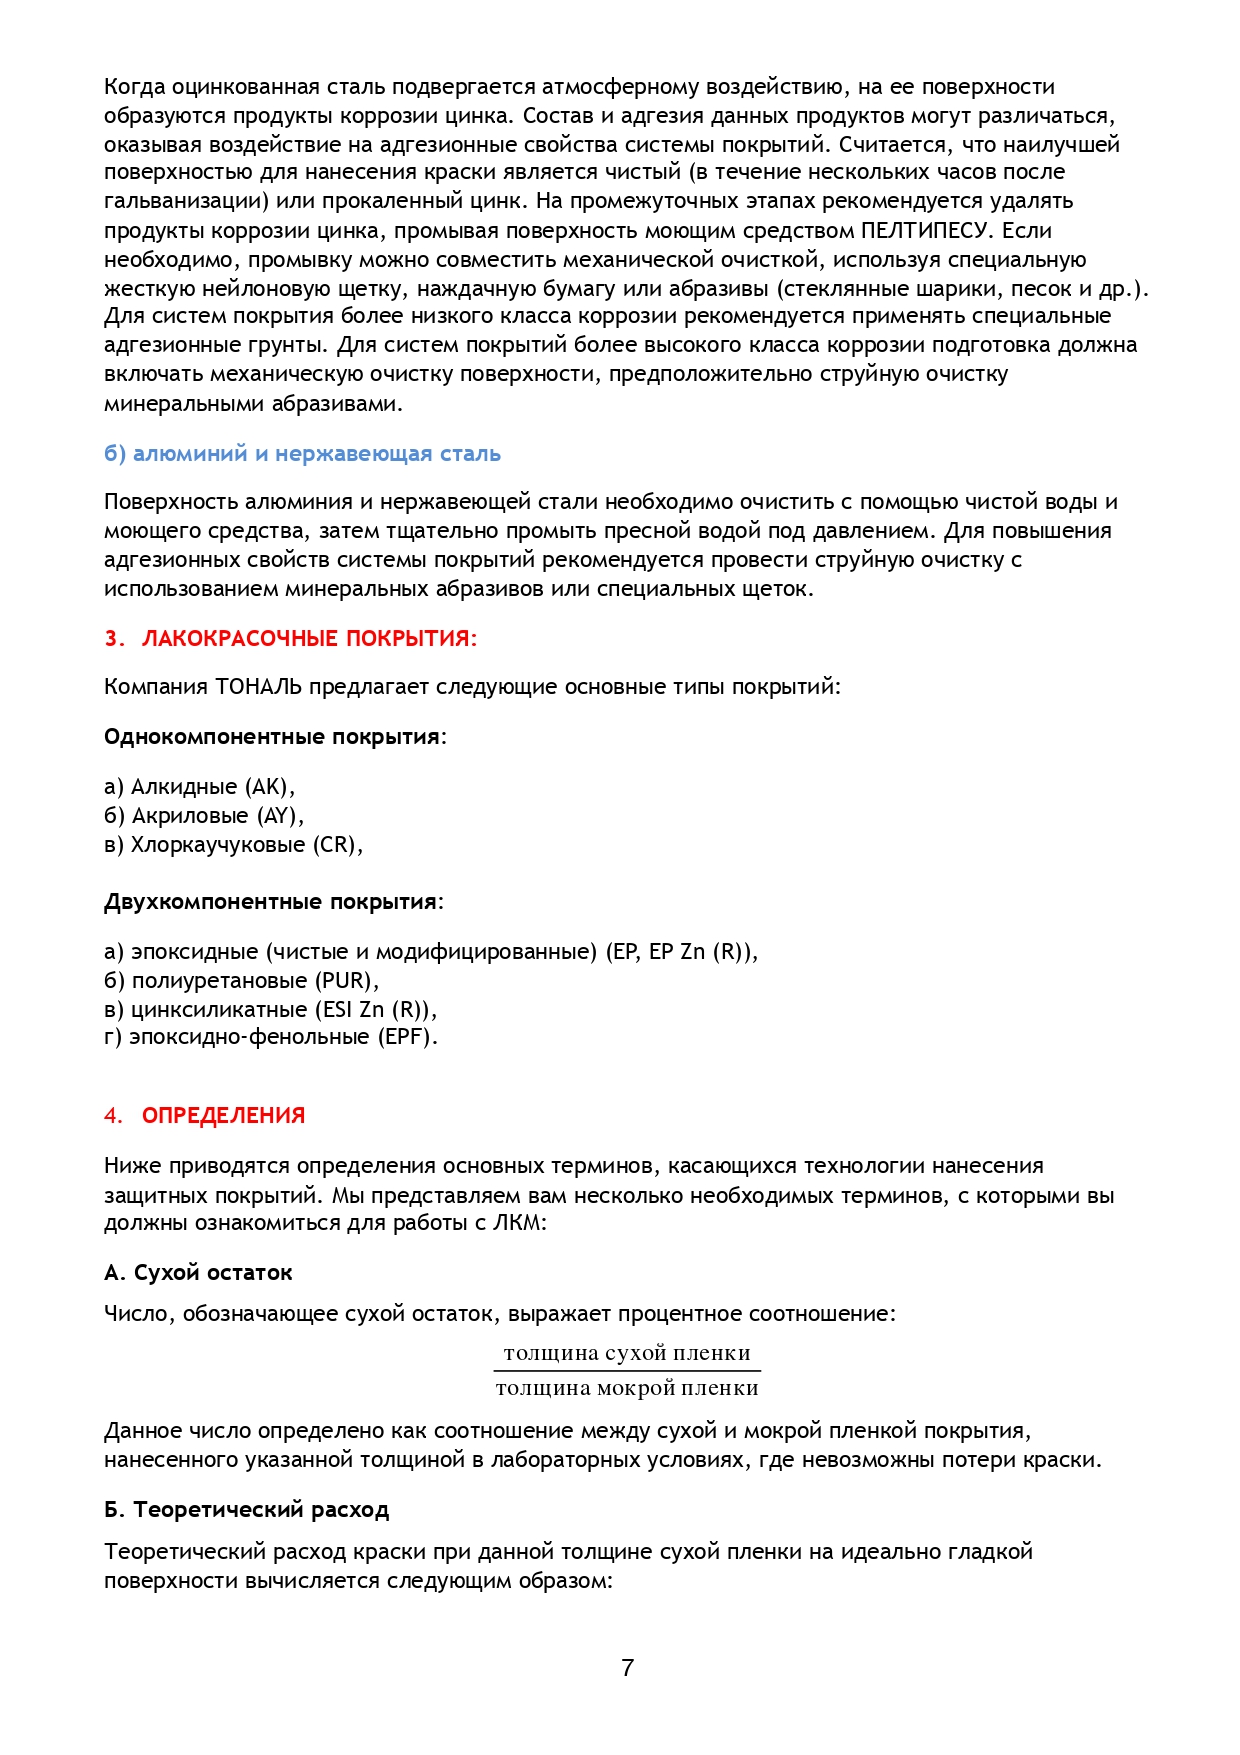 Когда оцинкованная сталь подвергается атмосферному воздействию, на ее поверхности
образуются продукты коррозии цинка. Состав и адгезия данных продуктов могут различаться,
оказывая воздействие на адгезионные свойства системы покрытий. Считается, что наилучшей
поверхностью для нанесения краски является чистый (в течение нескольких часов после
гальванизации) или прокаленный цинк. На промежуточных этапах рекомендуется удалять
продукты коррозии цинка, промывая поверхность моющим средством ПЕЛТИПЕСУ. Если
необходимо, промывку можно совместить механической очисткой, используя специальную
жесткую нейлоновую щетку, наждачную бумагу или абразивы (стеклянные шарики, песок и др.).
Для систем покрытия более низкого класса коррозии рекомендуется применять специальные
адгезионные грунты. Для систем покрытий более высокого класса коррозии подготовка должна
включать механическую очистку поверхности, предположительно струйную очистку
минеральными абразивами.
б) алюминий и нержавеющая сталь
Поверхность алюминия и нержавеющей стали необходимо очистить с помощью чистой воды и
моющего средства, затем тщательно промыть пресной водой под давлением. Для повышения
адгезионных свойств системы покрытий рекомендуется провести струйную очистку с
использованием минеральных абразивов или специальных щеток.
3. ЛАКОКРАСОЧНЫЕ ПОКРЫТИЯ:
Компания ТОНАЛЬ предлагает следующие основные типы покрытий:
Однокомпонентные покрытия:
а) Алкидные (AK),
б) Акриловые (AY),
в) Хлоркаучуковые (CR),
Двухкомпонентные покрытия:
а) эпоксидные (чистые и модифицированные) (EP, EP Zn (R)),
б) полиуретановые (PUR),
в) цинксиликатные (ESI Zn (R)),
г) эпоксидно-фенольные (EPF).
4. ОПРЕДЕЛЕНИЯ
Ниже приводятся определения основных терминов, касающихся технологии нанесения
защитных покрытий. Мы представляем вам несколько необходимых терминов, с которыми вы
должны ознакомиться для работы с ЛКМ:
А. Сухой остаток
Число, обозначающее сухой остаток, выражает процентное соотношение:
толщина сухой пленки
толщина мокрой пленки
Данное число определено как соотношение между сухой и мокрой пленкой покрытия,
нанесенного указанной толщиной в лабораторных условиях, где невозможны потери краски.
Б. Теоретический расход
Теоретический расход краски при данной толщине сухой пленки на идеально гладкой
поверхности вычисляется следующим образом:
7